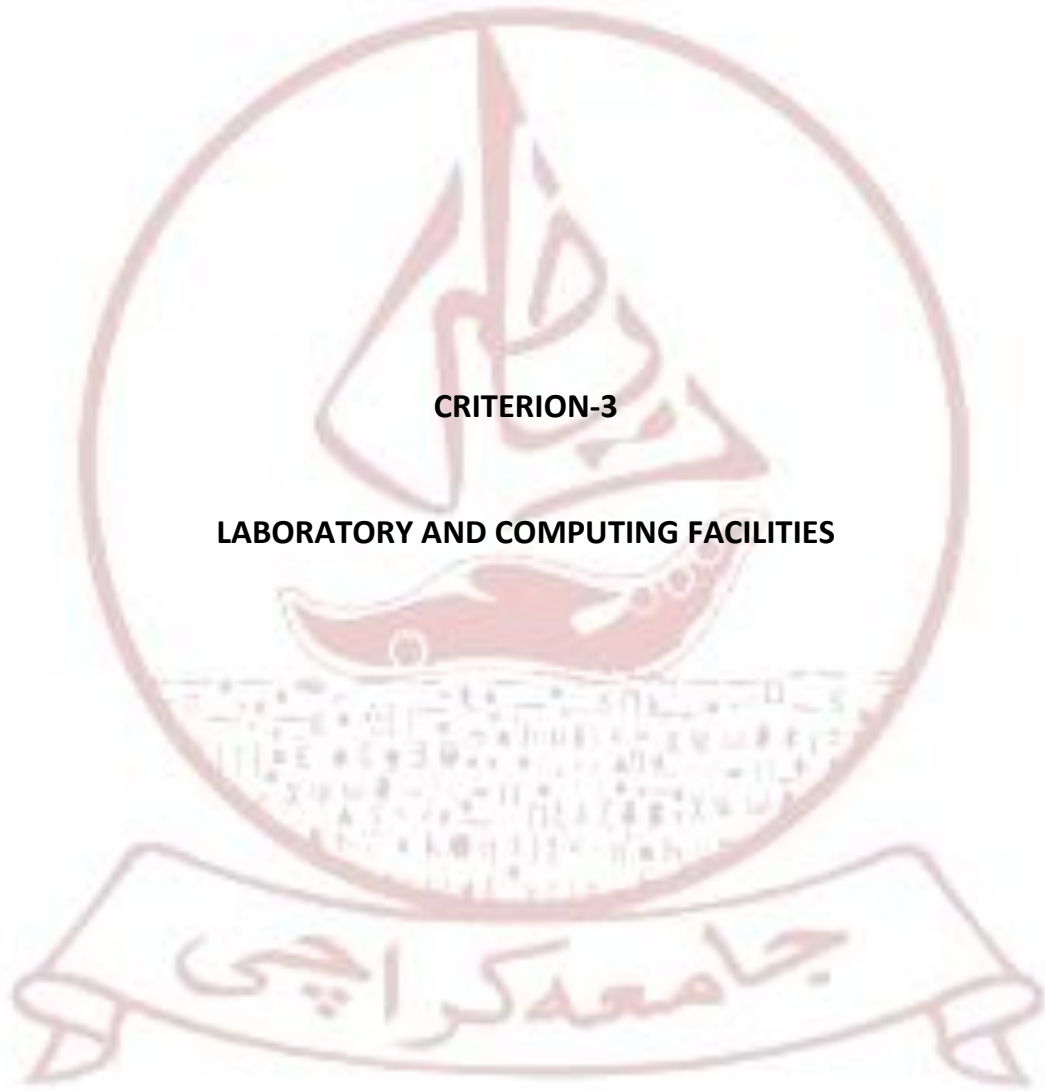 CRITERION-3
LABORATORY AND COMPUTING FACILITIES
جامعہ کراچی